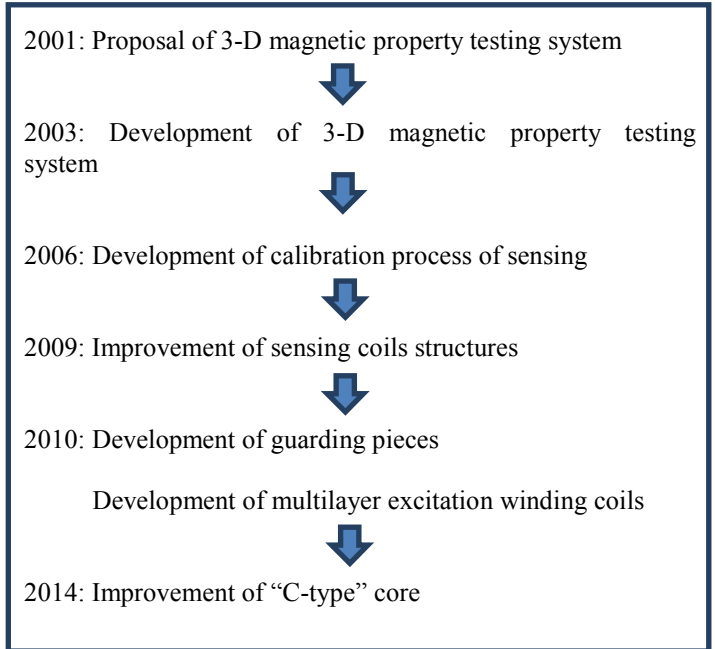 2001: Proposal of 3-D magnetic property testing system
2003: Development of 3-D magnetic property testing
system
2006: Development of calibration process of sensing
2009: Improvement of sensing coils structures
2010: Development of guarding pieces
Development of multilayer excitation winding coils
2014: Improvement of “C-type” core